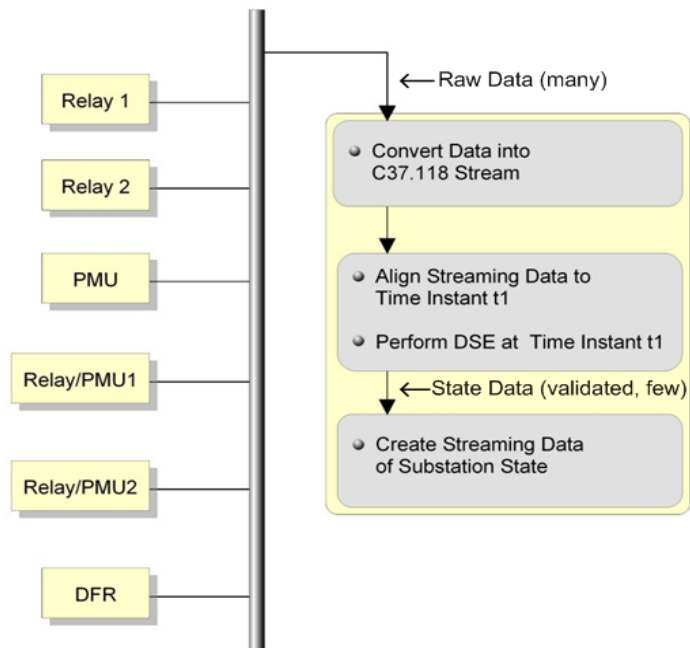 Relay 1
Relay 2
PMU
Relay/PMU1
Relay/PMU2
DFR
Raw Data (many)
Convert Data into
C37.118 Stream
Align Streaming Data to
Time Instant t1
Perform DSE at Time Instant t1
State Data (validated, few)
Create Streaming Data
of Substation State